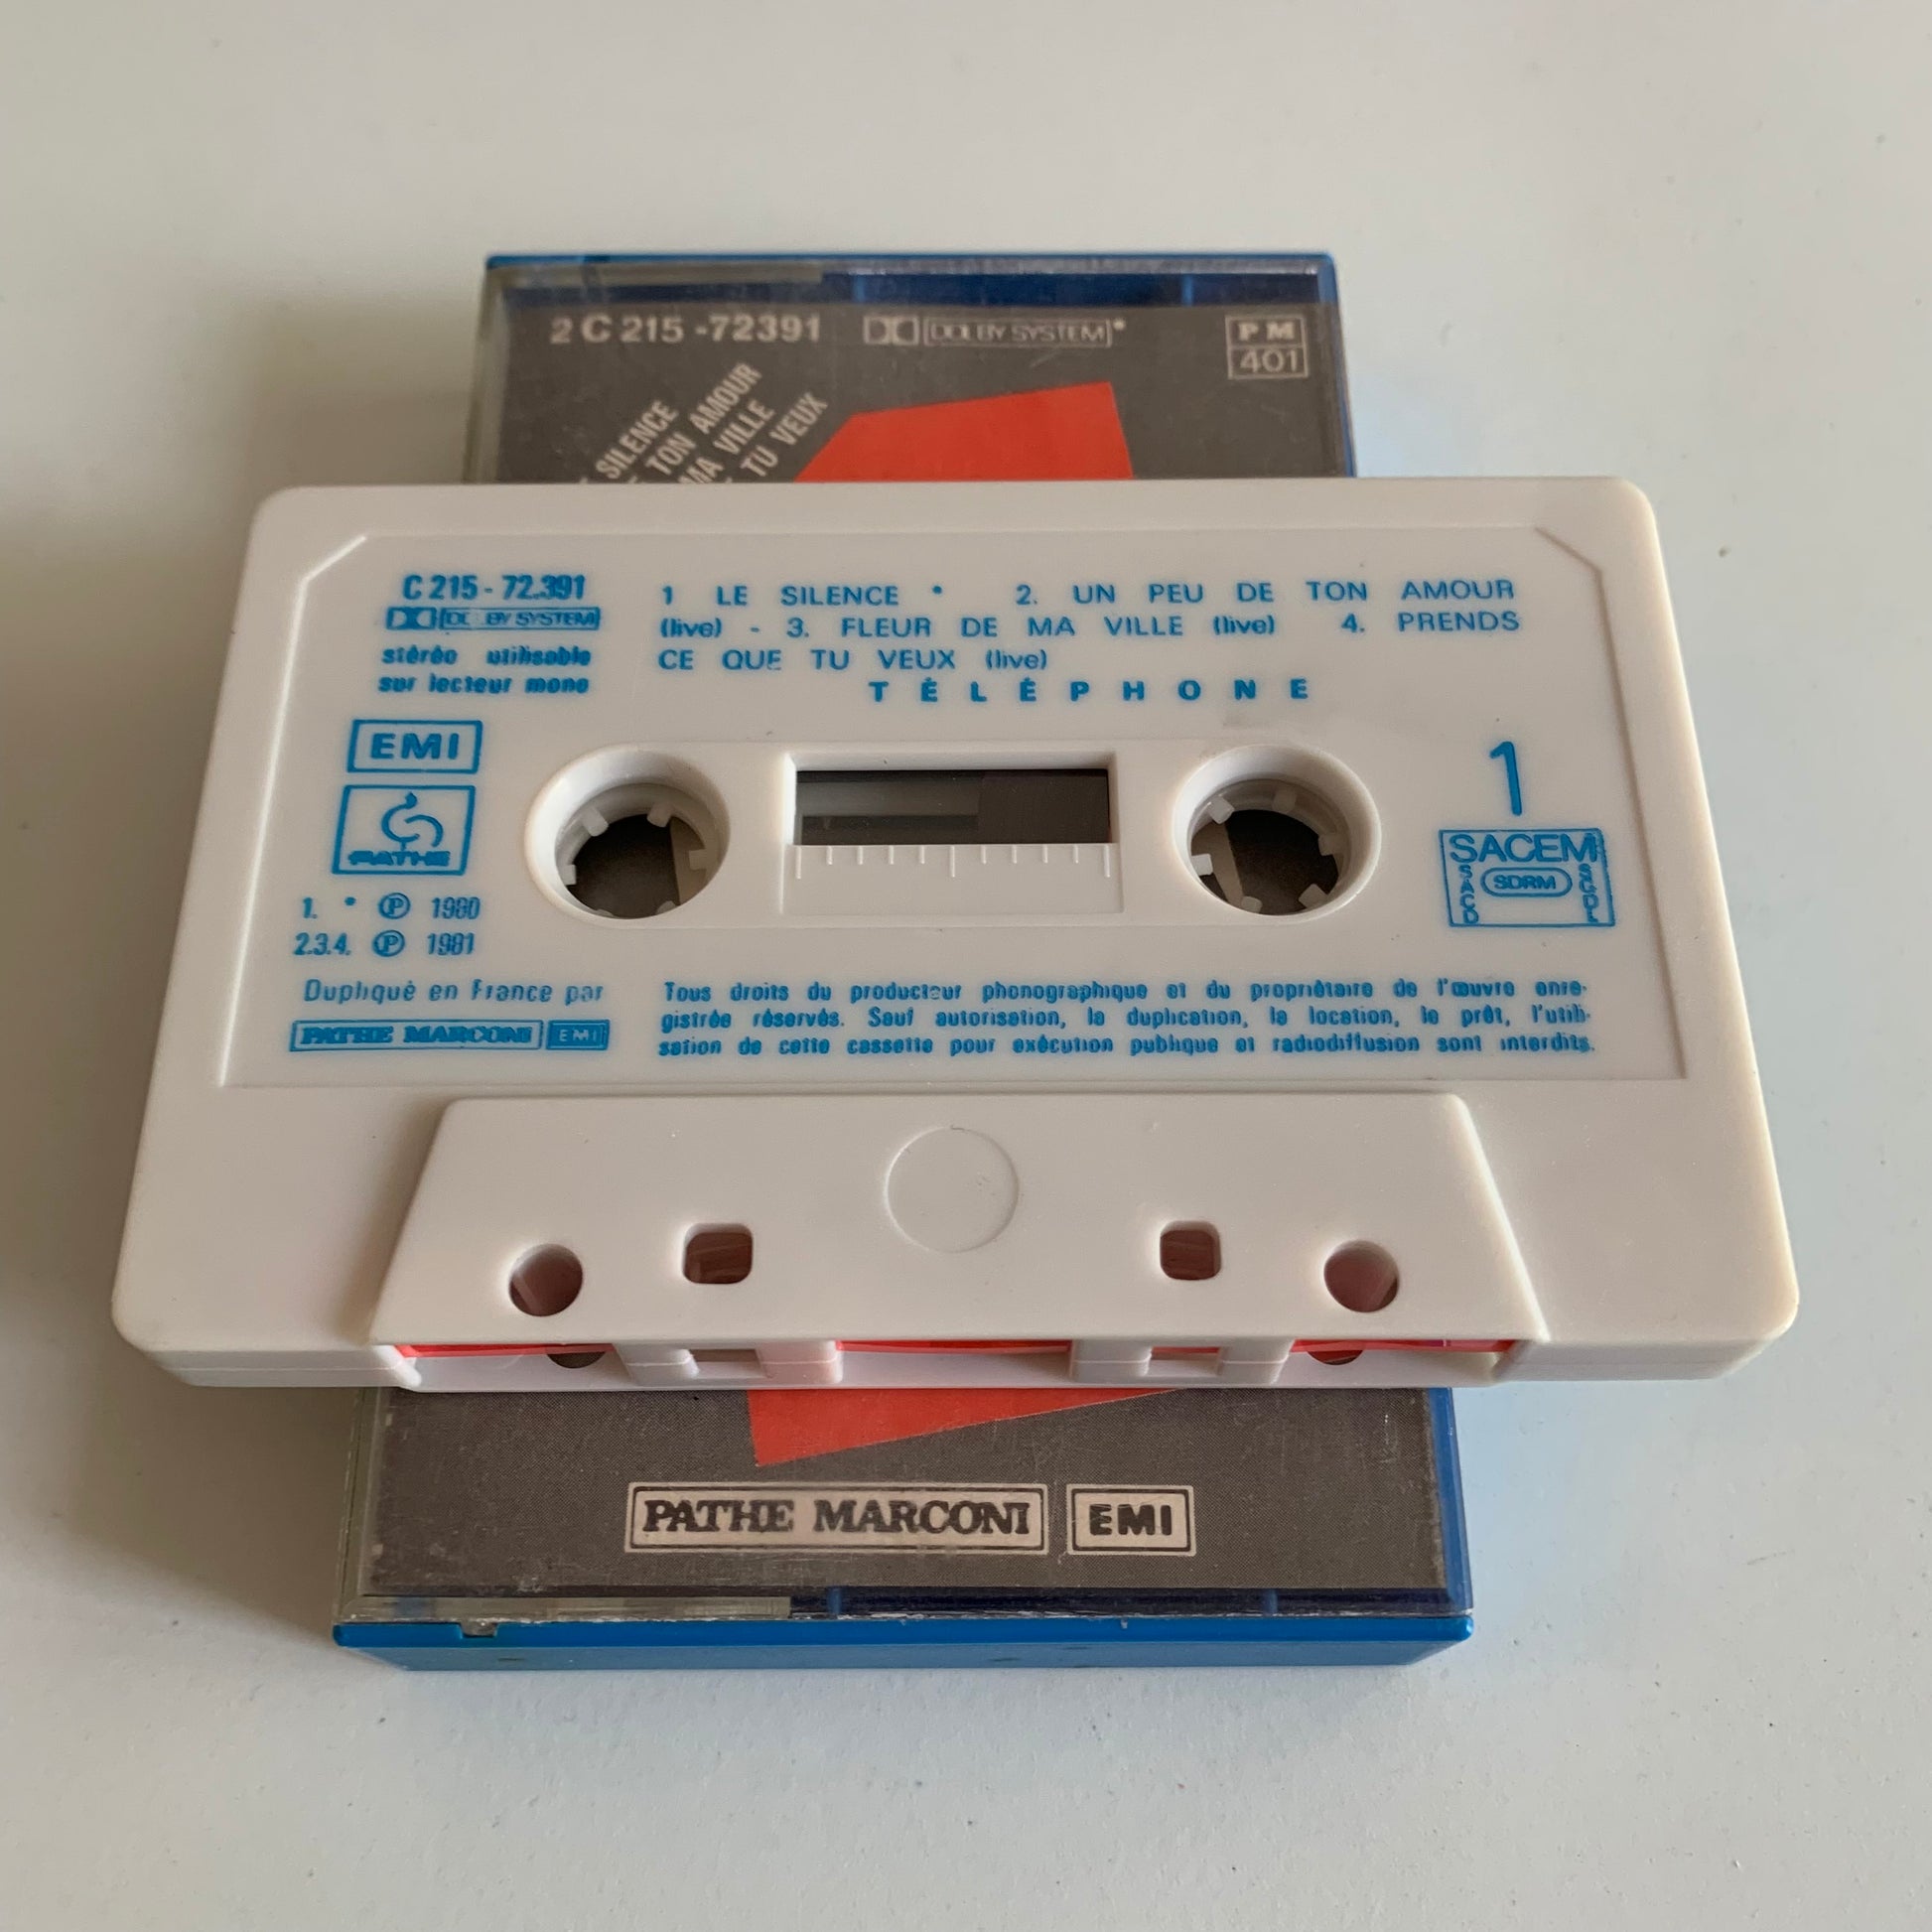 2 C 215 -72391 DOLBY SYSTEM*
PM
401
SILENCE
TON AMOUR
MA VILLE
TU VEUX
C 215 - 72.391
DOLBY SYSTEM
stéréo utilisable
sur lecteur mono
1 LE SILENCE * 2. UN PEU DE TON AMOUR
(live) - 3. FLEUR DE MA VILLE (live) 4. PRENDS
CE QUE TU VEUX (live)
TÉLÉPHONE
EMI
PATHE
1
SACEM
SACD
SDRM
SGDL
1. * ℗ 1980
2.3.4. ℗ 1981
Dupliqué en France par
PATHE MARCONI EMI
Tous droits du producteur phonographique et du propriétaire de l'œuvre enre-
gistrée réservés. Sauf autorisation, la duplication, la location, le prêt, l'utili-
sation de cette cassette pour exécution publique et radiodiffusion sont interdits.
PATHE MARCONI EMI